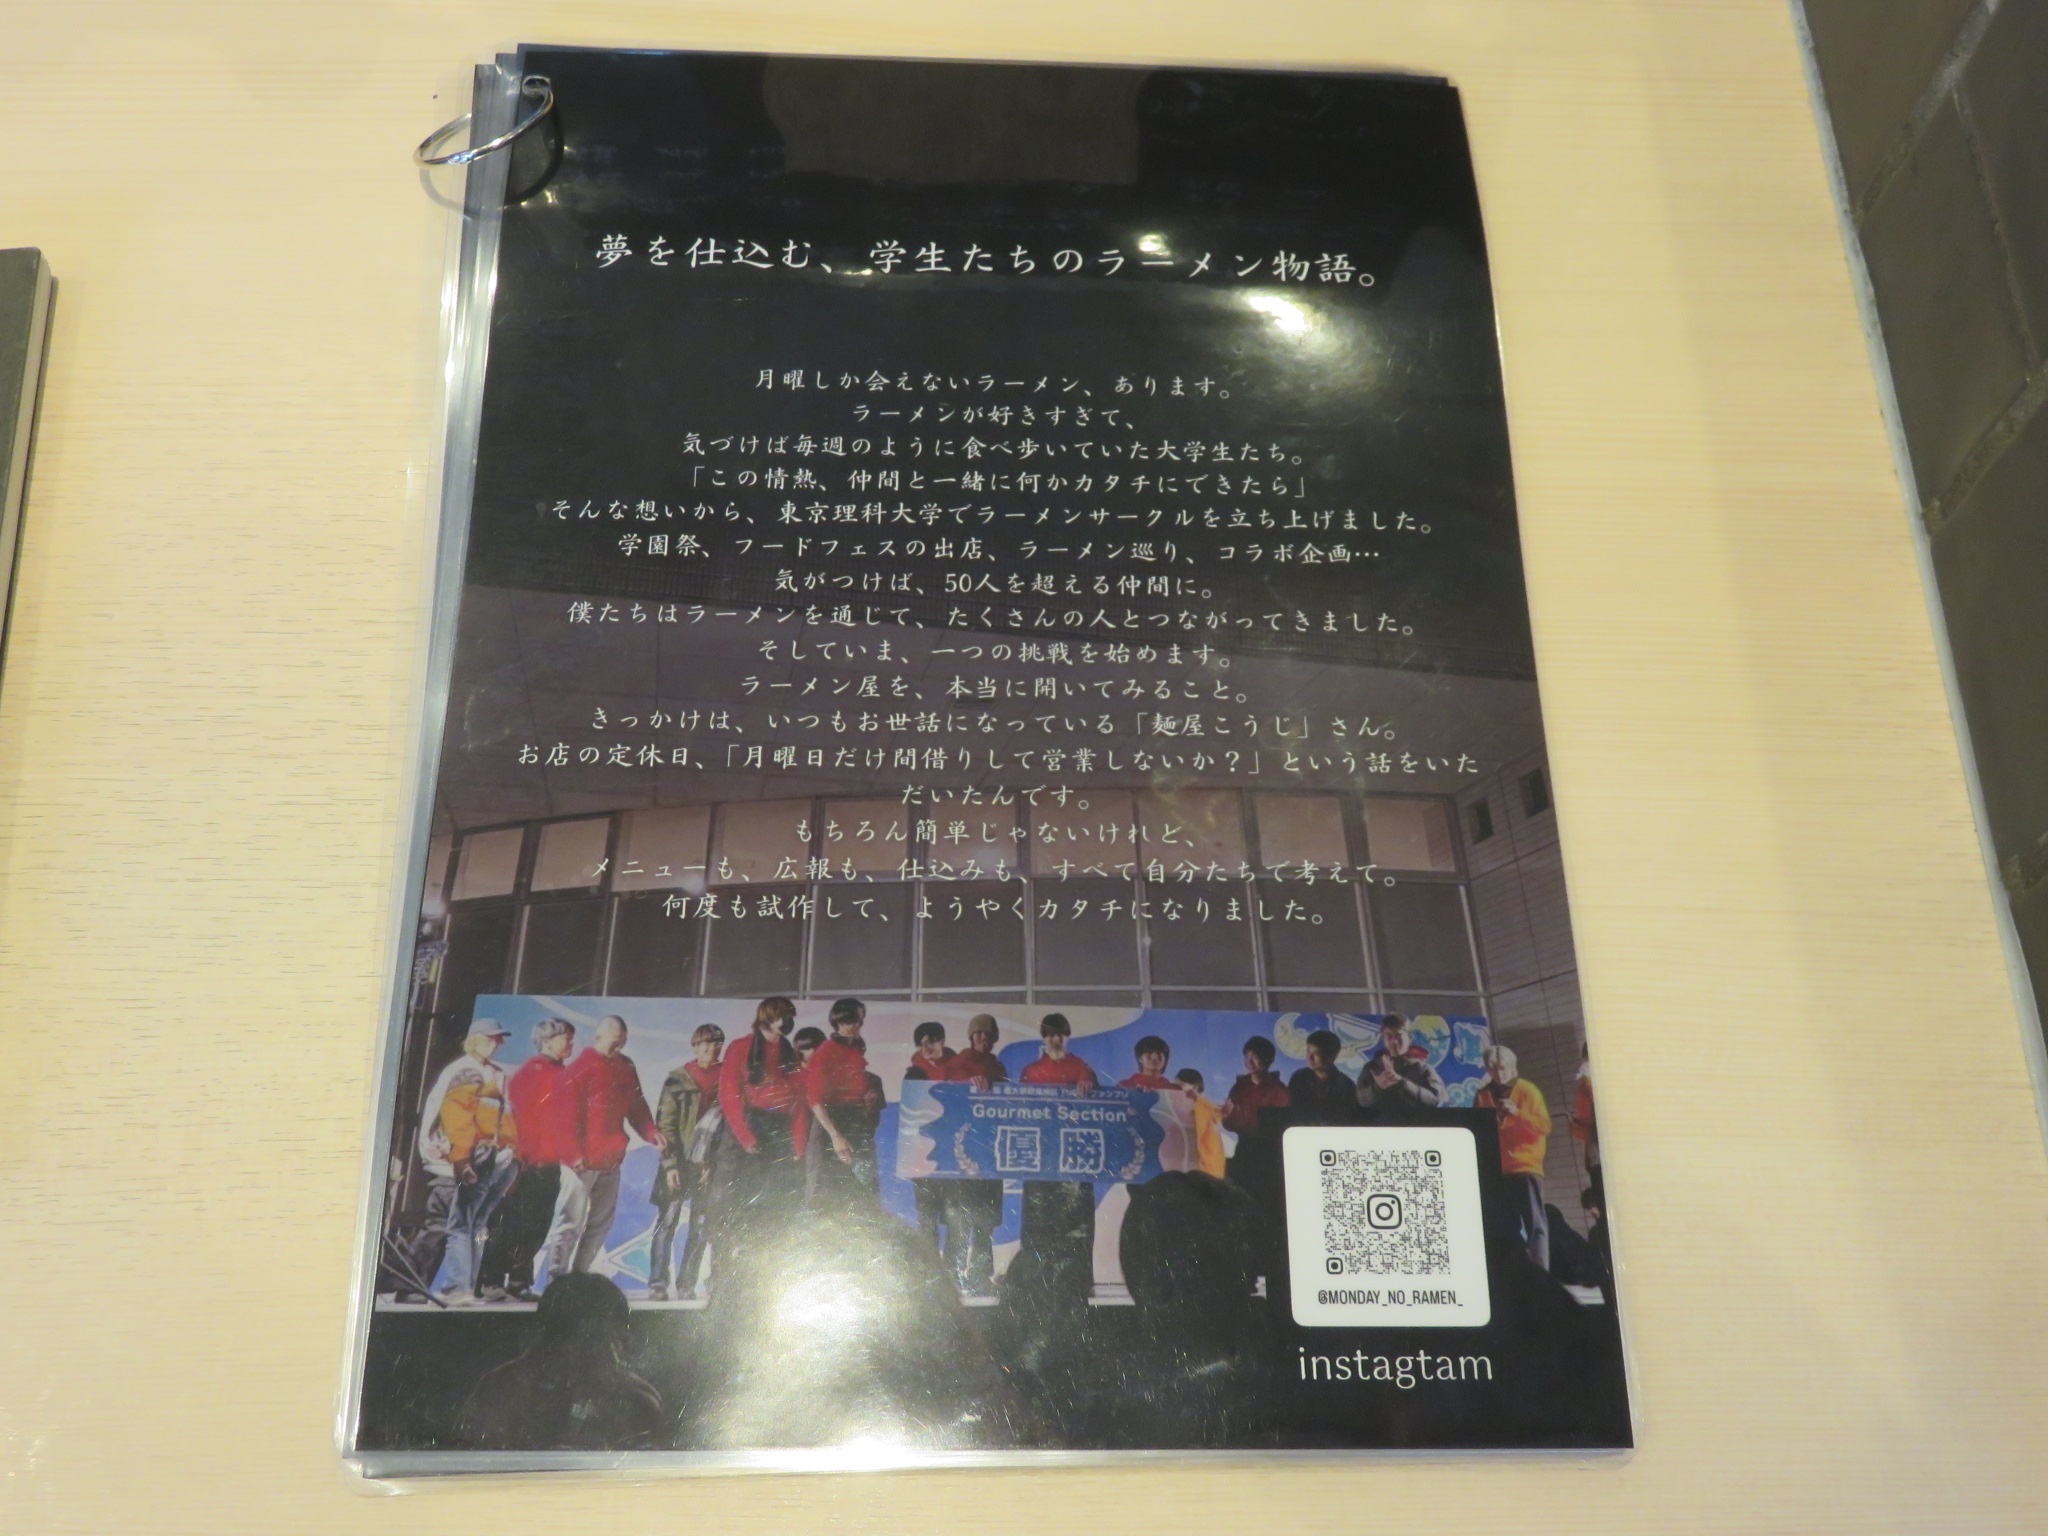 夢を仕込む、学生たちのラーメン物語。
月曜しか会えないラーメン、あります。
ラーメンが好きすぎて、
気づけば毎週のように食べ歩いていた大学生たち。
「この情熱、仲間と一緒に何かカタチにできたら」
そんな想いから、東京理科大学でラーメンサークルを立ち上げました。
学園祭、フードフェスの出店、ラーメン巡り、コラボ企画…
気がつけば、50人を超える仲間に。
僕たちはラーメンを通じて、たくさんの人とつながってきました。
そしていま、一つの挑戦を始めます。
ラーメン屋を、本当に開いてみること。
きっかけは、いつもお世話になっている「麺屋こうじ」さん。
お店の定休日、「月曜日だけ間借りして営業しないか？」という話をいた
だいたんです。
もちろん簡単じゃないけれど、
メニューも、広報も、仕込みも、すべて自分たちで考えて。
何度も試作して、ようやくカタチになりました。
Gourmet Section
優勝
@MONDAY_NO_RAMEN_
instagtam